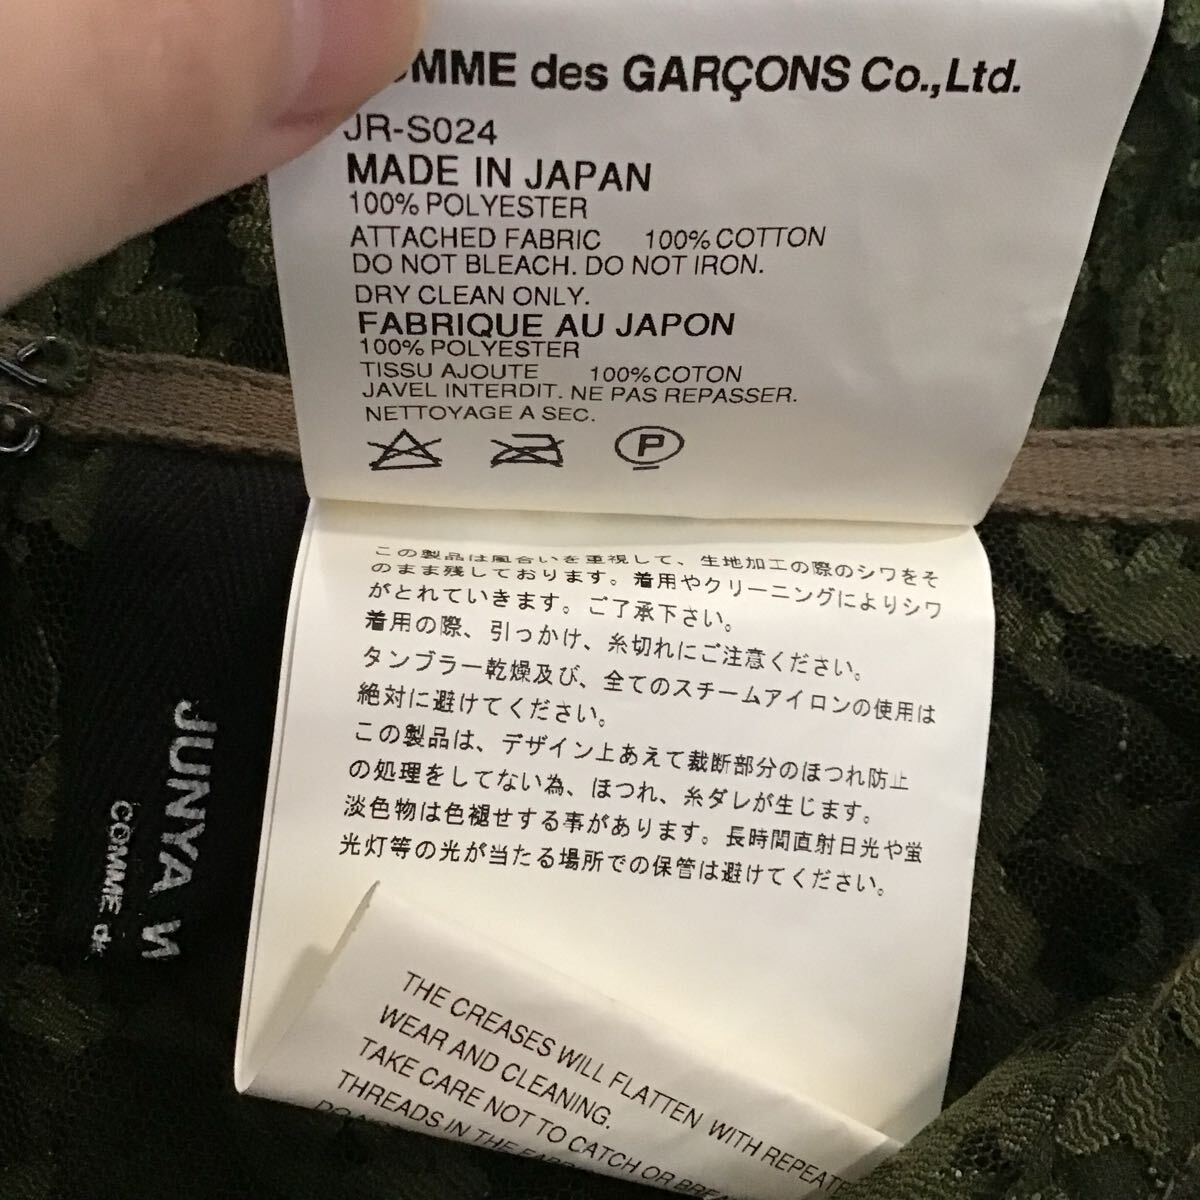 OMME des GARÇONS Co.,Ltd.
JR-S024
MADE IN JAPAN
100% POLYESTER
ATTACHED FABRIC 100% COTTON
DO NOT BLEACH. DO NOT IRON.
DRY CLEAN ONLY.
FABRIQUE AU JAPON
100% POLYESTER
TISSU AJOUTE 100%COTON
JAVEL INTERDIT. NE PAS REPASSER.
NETTOYAGE A SEC.
P
この製品は風合いを重視して、生地加工の際のシワをそ
のまま残しております。着用やクリーニングによりシワ
がとれていきます。ご了承下さい。
着用の際、引っかけ、糸切れにご注意ください。
タンブラー乾燥及び、全てのスチームアイロンの使用は
絶対に避けてください。
この製品は、デザイン上あえて裁断部分のほつれ防止
の処理をしてない為、ほつれ、糸ダレが生じます。
淡色物は色褪せする事があります。長時間直射日光や蛍
光灯等の光が当たる場所での保管は避けてください。
THE CREASES WILL FLATTEN WITH REPEATE
WEAR AND CLEANING.
TAKE CARE NOT TO CATCH OR BREA
THREADS IN THE FABR
JUNYA
COMME de